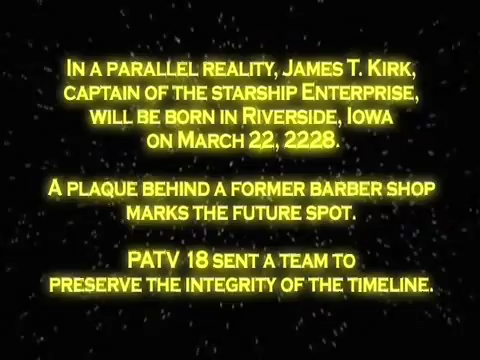 In a parallel reality, James T. Kirk,
captain of the starship Enterprise,
will be born in Riverside, Iowa
on March 22, 2228.
A plaque behind a former barber shop
marks the future spot.
PATV 18 sent a team to
preserve the integrity of the timeline.